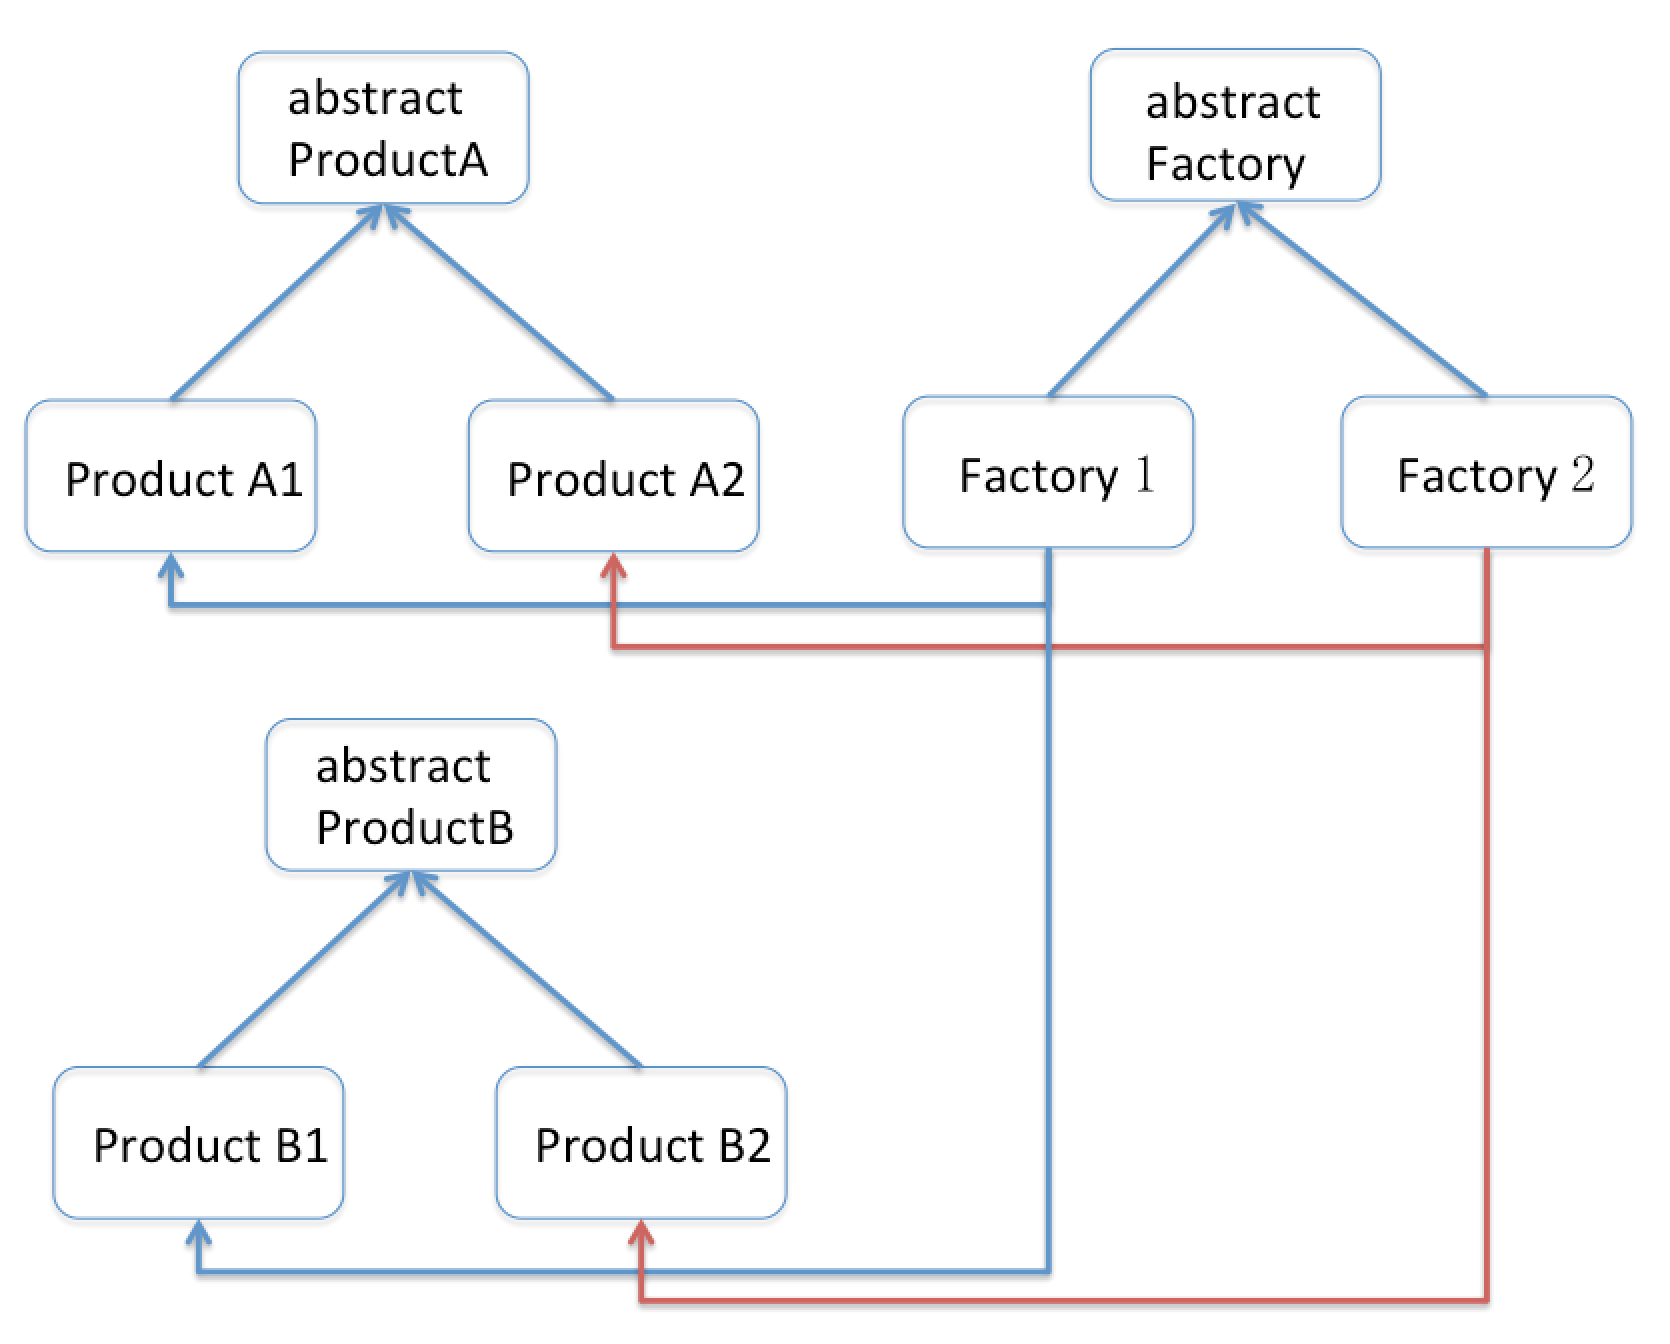 abstract
ProductA
abstract
Factory
Product A1
Product A2
Factory 1
Factory 2
abstract
ProductB
Product B1
Product B2